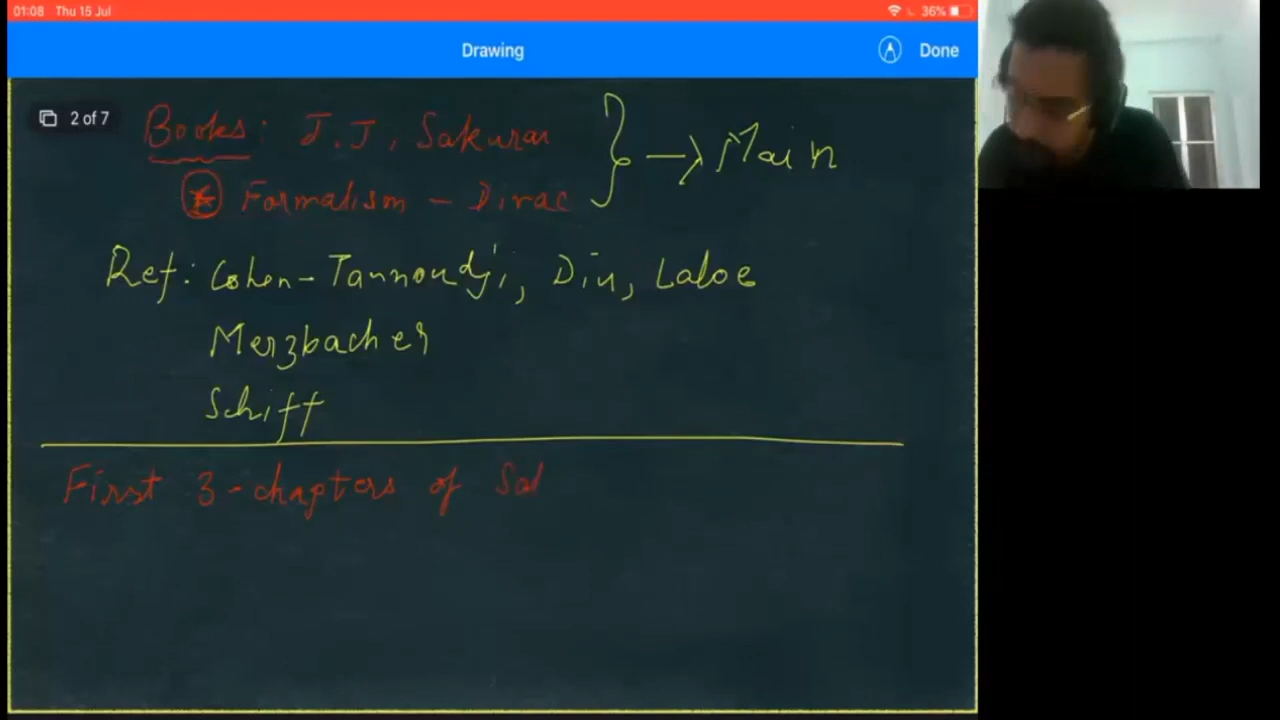 01:08 Thu 15 Jul 36%
Drawing Done
2 of 7
Books: J.J. Sakurai
Formalism - Dirac } → Main
Ref: Cohen-Tannoudji, Diu, Laloe
Merzbacher
Schiff
First 3-chapters of Sak